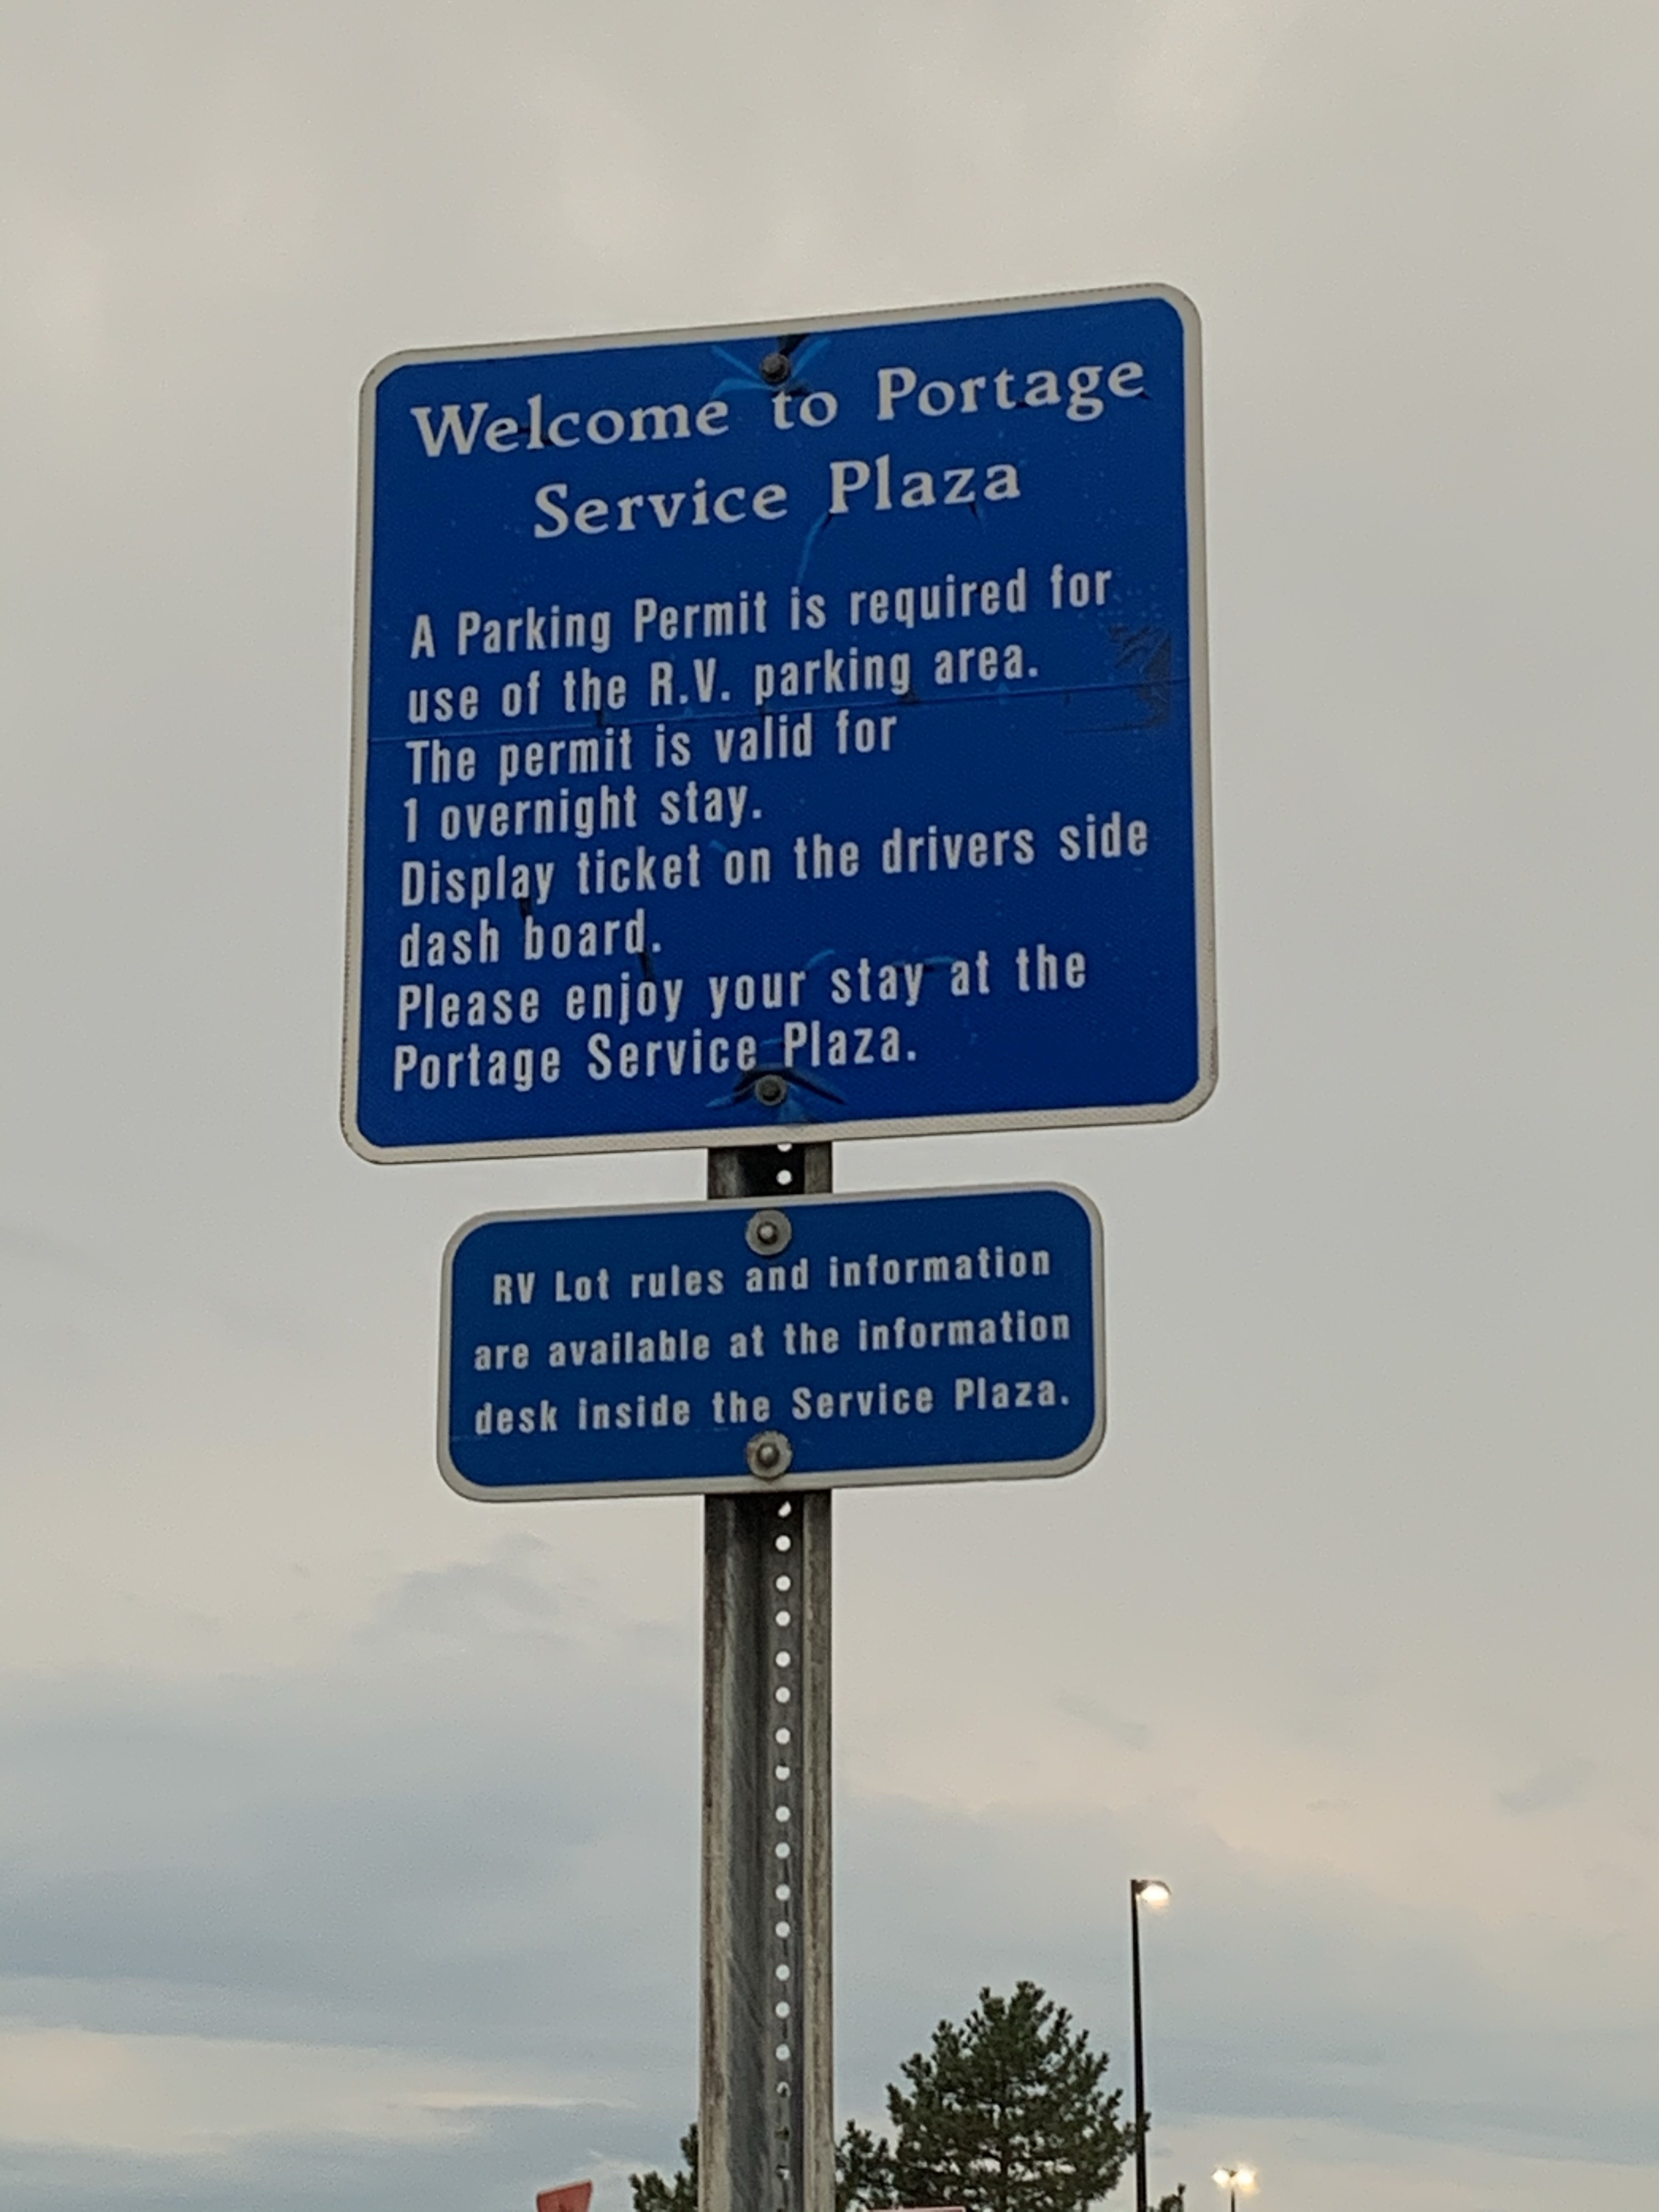 Welcome to Portage
Service Plaza
A Parking Permit is required for
use of the R.V. parking area.
The permit is valid for
1 overnight stay.
Display ticket on the drivers side
dash board.
Please enjoy your stay at the
Portage Service Plaza.
RV Lot rules and information
are available at the information
desk inside the Service Plaza.